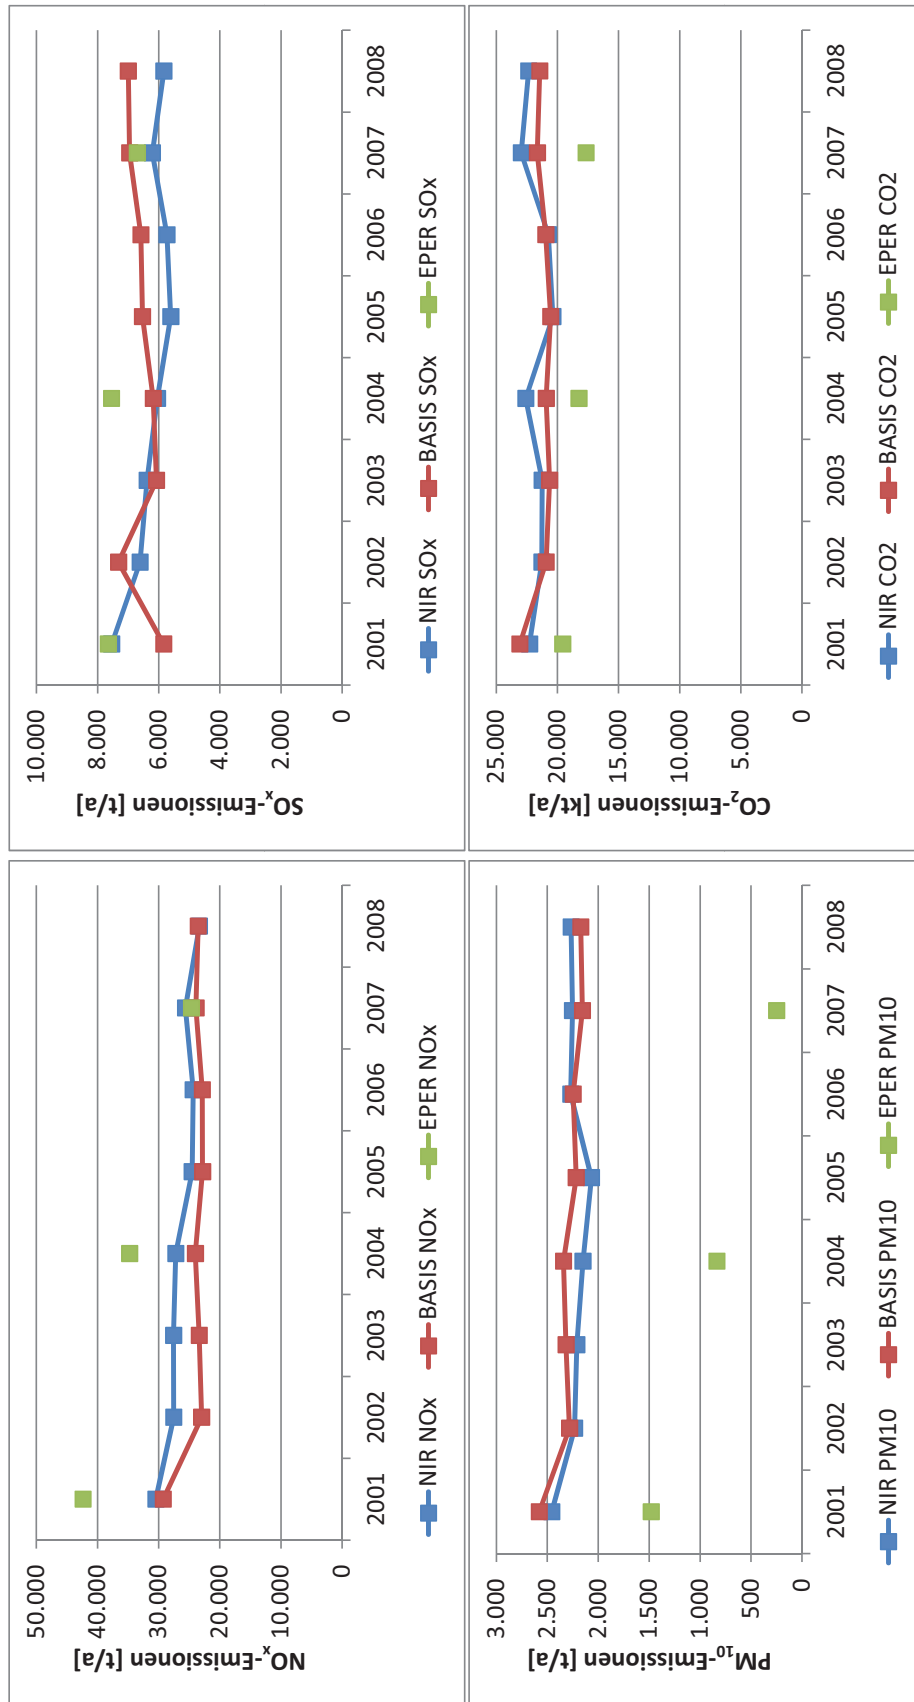 NOₓ-Emissionen [t/a]
50.000
40.000
30.000
20.000
10.000
0
2001 2002 2003 2004 2005 2006 2007 2008
NIR NOx BASIS NOx EPER NOx
SOₓ-Emissionen [t/a]
10.000
8.000
6.000
4.000
2.000
0
2001 2002 2003 2004 2005 2006 2007 2008
NIR SOx BASIS SOx EPER SOx
PM₁₀-Emissionen [t/a]
3.000
2.500
2.000
1.500
1.000
500
0
2001 2002 2003 2004 2005 2006 2007 2008
NIR PM10 BASIS PM10 EPER PM10
CO₂-Emissionen [kt/a]
25.000
20.000
15.000
10.000
5.000
0
2001 2002 2003 2004 2005 2006 2007 2008
NIR CO2 BASIS CO2 EPER CO2